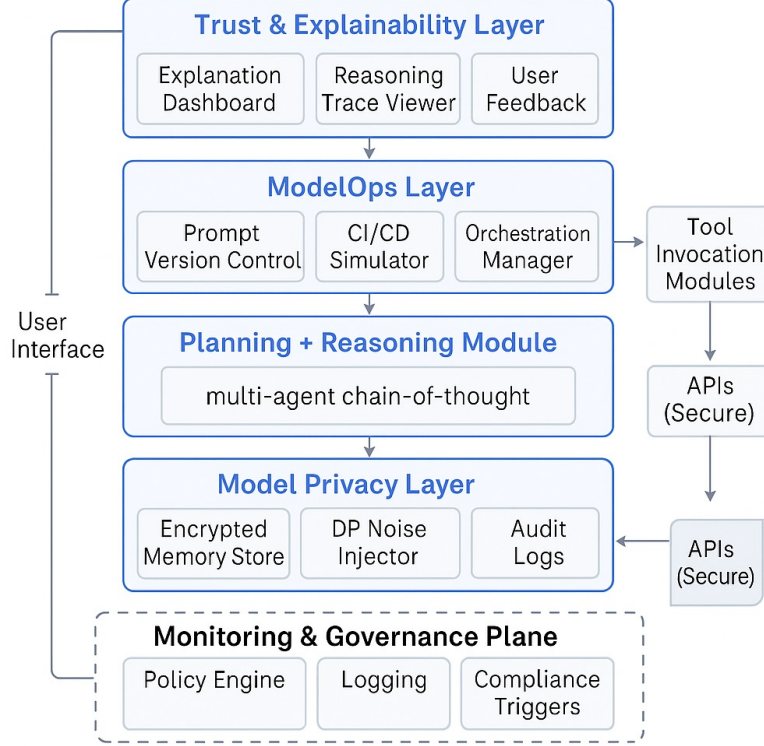 Trust & Explainability Layer
Explanation
Dashboard
Reasoning
Trace Viewer
User
Feedback
ModelOps Layer
Prompt
Version Control
CI/CD
Simulator
Orchestration
Manager
Tool
Invocation
Modules
User
Interface
Planning + Reasoning Module
multi-agent chain-of-thought
APIs
(Secure)
Model Privacy Layer
Encrypted
Memory Store
DP Noise
Injector
Audit
Logs
APIs
(Secure)
Monitoring & Governance Plane
Policy Engine
Logging
Compliance
Triggers